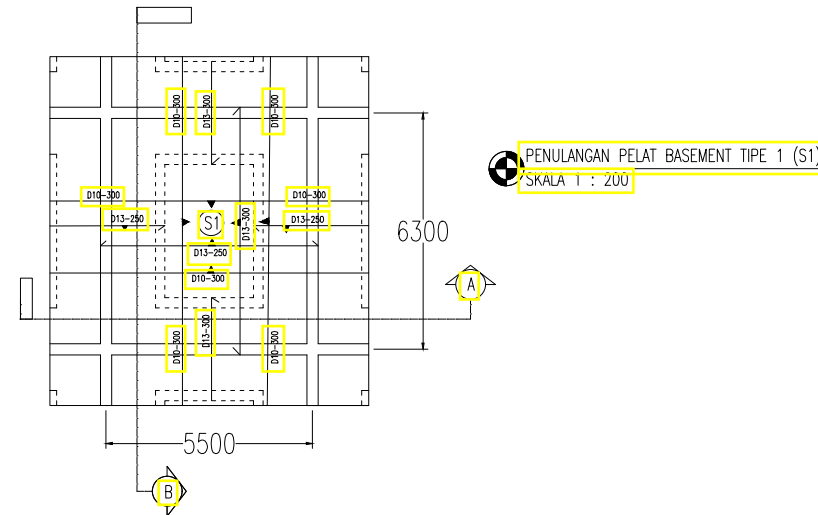 D10-300
D13-300
D10-300
PENULANGAN PELAT BASEMENT TIPE 1 (S1)
SKALA 1 : 200
D10-300
D10-300
D13-250
S1
D13-300
D13-250
6300
D13-250
D10-300
A
D10-300
D13-300
D10-300
5500
B